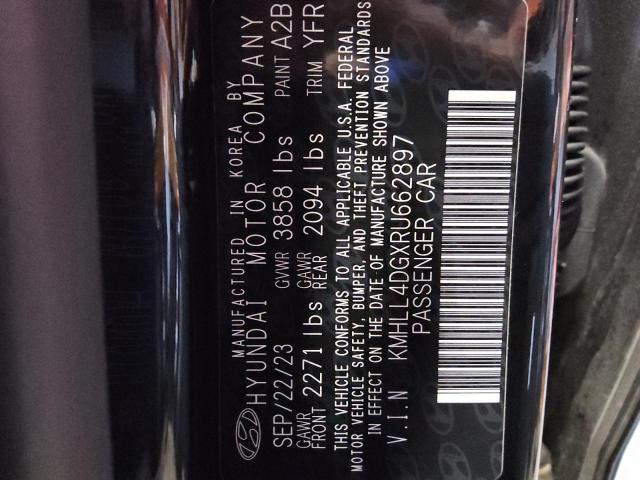 MANUFACTURED IN KOREA BY
HYUNDAI MOTOR COMPANY
SEP/22/23 GVWR 3858 lbs PAINT A2B
GAWR FRONT 2271 lbs GAWR REAR 2094 lbs TRIM YFR
THIS VEHICLE CONFORMS TO ALL APPLICABLE U.S.A. FEDERAL
MOTOR VEHICLE SAFETY, BUMPER, AND THEFT PREVENTION STANDARDS
IN EFFECT ON THE DATE OF MANUFACTURE SHOWN ABOVE
V.I.N KMHLL4DGXRU662897
PASSENGER CAR